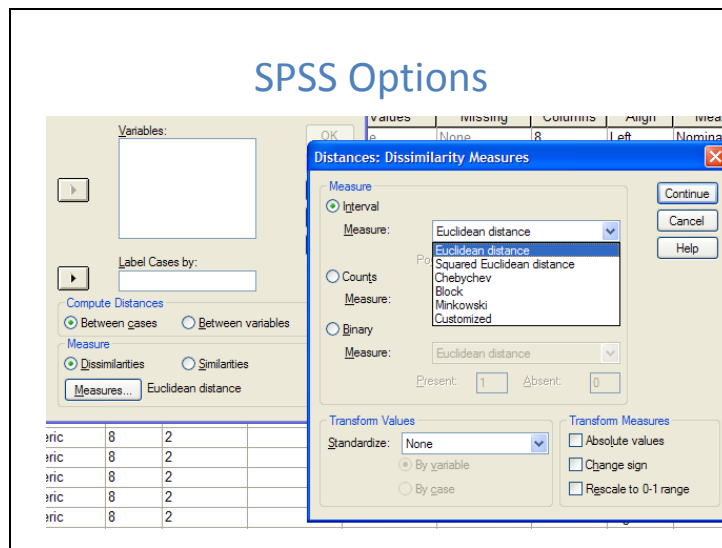 SPSS Options
Values Missing Columns Align Mea
e None 8 Left Nomina
Variables:
OK
Label Cases by:
Compute Distances
Between cases Between variables
Measure
Dissimilarities Similarities
Measures... Euclidean distance
eric 8 2
eric 8 2
eric 8 2
eric 8 2
eric 8 2
Distances: Dissimilarity Measures
Measure
Interval
Measure: Euclidean distance
Euclidean distance
Squared Euclidean distance
Chebychev
Block
Minkowski
Customized
Counts
Measure:
Binary
Measure: Euclidean distance
Present: 1 Absent: 0
Continue
Cancel
Help
Transform Values
Standardize: None
By variable
By case
Transform Measures
Absolute values
Change sign
Rescale to 0-1 range